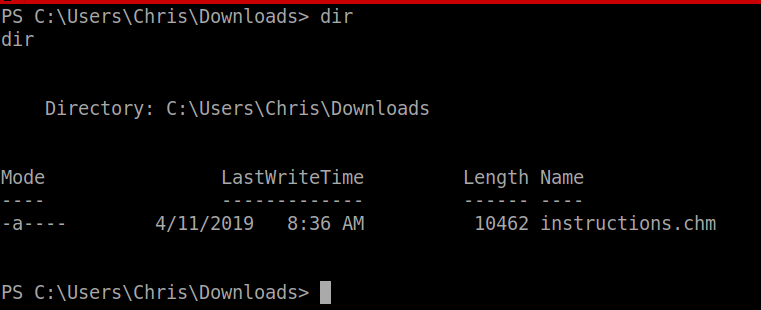 PS C:\Users\Chris\Downloads> dir
dir
Directory: C:\Users\Chris\Downloads
Mode                LastWriteTime         Length Name
----                -------------         ------ ----
-a----        4/11/2019   8:36 AM          10462 instructions.chm
PS C:\Users\Chris\Downloads>